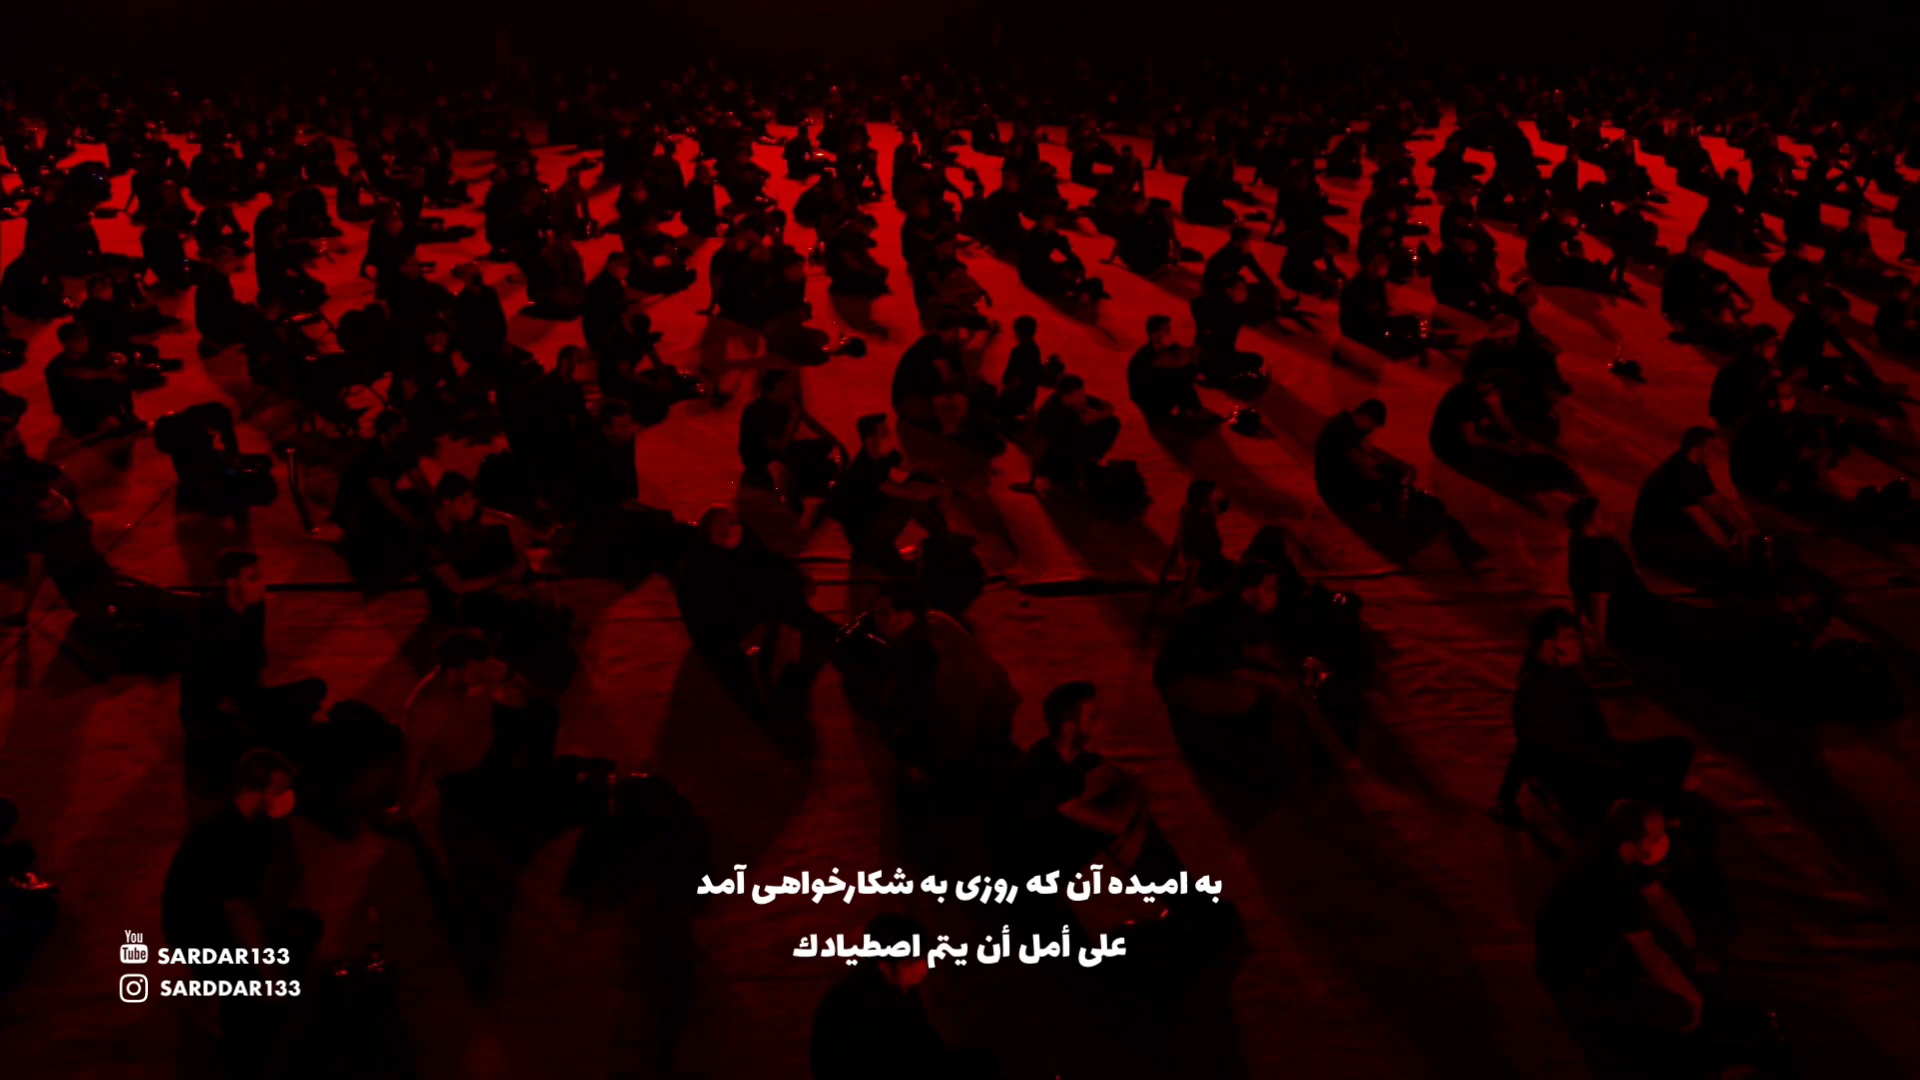 به امیده آن که روزی به شکارخواهی آمد
على أمل أن يتم اصطيادك
You Tube SARDAR133
SARDDAR133